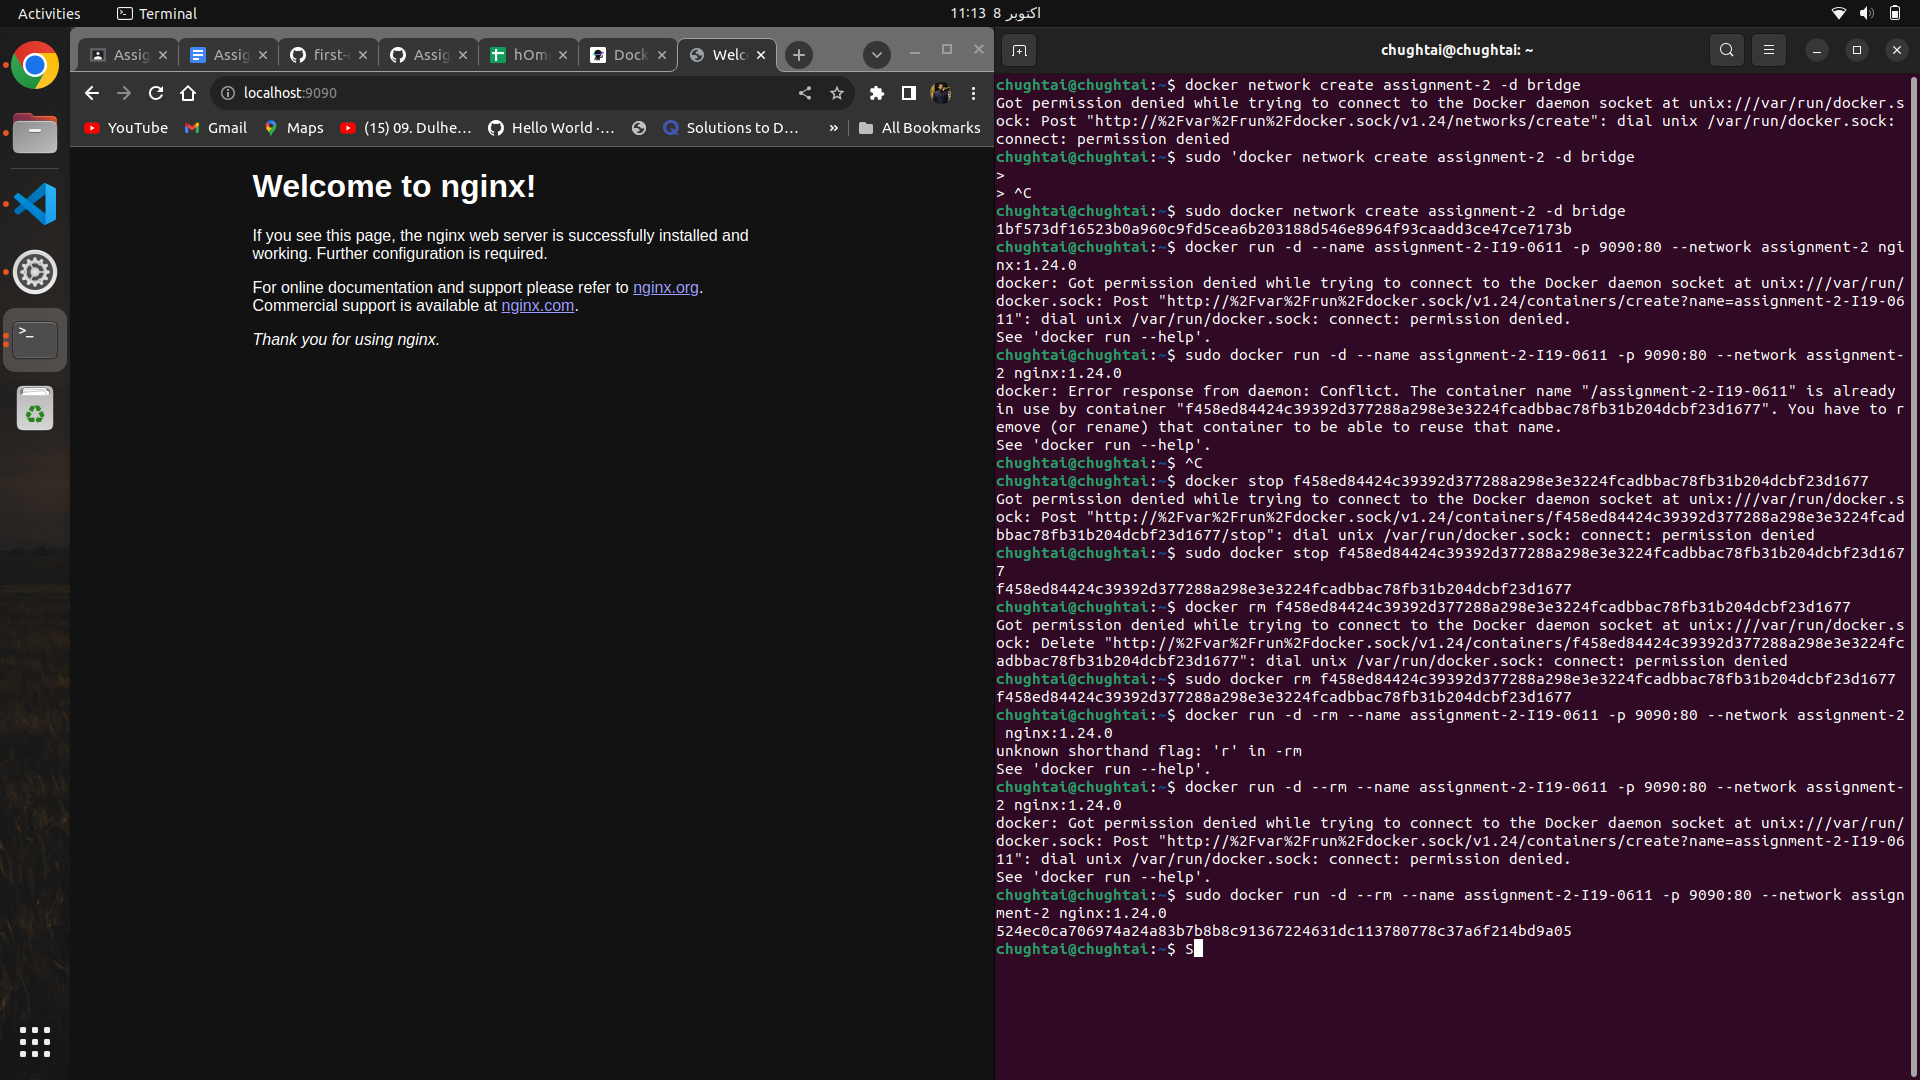 Activities
Terminal
11:13 8 اکتوبر
Assig
Assig
first-
Assig
hOm
Dock
Welc
localhost:9090
YouTube
Gmail
Maps
(15) 09. Dulhe...
Hello World ·...
Solutions to D...
»
All Bookmarks
Welcome to nginx!
If you see this page, the nginx web server is successfully installed and
working. Further configuration is required.
For online documentation and support please refer to nginx.org.
Commercial support is available at nginx.com.
Thank you for using nginx.
chughtai@chughtai: ~
chughtai@chughtai:~$ docker network create assignment-2 -d bridge
Got permission denied while trying to connect to the Docker daemon socket at unix:///var/run/docker.s
ock: Post "http://%2Fvar%2Frun%2Fdocker.sock/v1.24/networks/create": dial unix /var/run/docker.sock:
connect: permission denied
chughtai@chughtai:~$ sudo 'docker network create assignment-2 -d bridge
>
> ^C
chughtai@chughtai:~$ sudo docker network create assignment-2 -d bridge
1bf573df16523b0a960c9fd5cea6b203188d546e8964f93caadd3ce47ce7173b
chughtai@chughtai:~$ docker run -d --name assignment-2-I19-0611 -p 9090:80 --network assignment-2 ngi
nx:1.24.0
docker: Got permission denied while trying to connect to the Docker daemon socket at unix:///var/run/
docker.sock: Post "http://%2Fvar%2Frun%2Fdocker.sock/v1.24/containers/create?name=assignment-2-I19-06
11": dial unix /var/run/docker.sock: connect: permission denied.
See 'docker run --help'.
chughtai@chughtai:~$ sudo docker run -d --name assignment-2-I19-0611 -p 9090:80 --network assignment-
2 nginx:1.24.0
docker: Error response from daemon: Conflict. The container name "/assignment-2-I19-0611" is already
in use by container "f458ed84424c39392d377288a298e3e3224fcadbbac78fb31b204dcbf23d1677". You have to r
emove (or rename) that container to be able to reuse that name.
See 'docker run --help'.
chughtai@chughtai:~$ ^C
chughtai@chughtai:~$ docker stop f458ed84424c39392d377288a298e3e3224fcadbbac78fb31b204dcbf23d1677
Got permission denied while trying to connect to the Docker daemon socket at unix:///var/run/docker.s
ock: Post "http://%2Fvar%2Frun%2Fdocker.sock/v1.24/containers/f458ed84424c39392d377288a298e3e3224fcad
bbac78fb31b204dcbf23d1677/stop": dial unix /var/run/docker.sock: connect: permission denied
chughtai@chughtai:~$ sudo docker stop f458ed84424c39392d377288a298e3e3224fcadbbac78fb31b204dcbf23d167
7
f458ed84424c39392d377288a298e3e3224fcadbbac78fb31b204dcbf23d1677
chughtai@chughtai:~$ docker rm f458ed84424c39392d377288a298e3e3224fcadbbac78fb31b204dcbf23d1677
Got permission denied while trying to connect to the Docker daemon socket at unix:///var/run/docker.s
ock: Delete "http://%2Fvar%2Frun%2Fdocker.sock/v1.24/containers/f458ed84424c39392d377288a298e3e3224fc
adbbac78fb31b204dcbf23d1677": dial unix /var/run/docker.sock: connect: permission denied
chughtai@chughtai:~$ sudo docker rm f458ed84424c39392d377288a298e3e3224fcadbbac78fb31b204dcbf23d1677
f458ed84424c39392d377288a298e3e3224fcadbbac78fb31b204dcbf23d1677
chughtai@chughtai:~$ docker run -d -rm --name assignment-2-I19-0611 -p 9090:80 --network assignment-2
nginx:1.24.0
unknown shorthand flag: 'r' in -rm
See 'docker run --help'.
chughtai@chughtai:~$ docker run -d --rm --name assignment-2-I19-0611 -p 9090:80 --network assignment-
2 nginx:1.24.0
docker: Got permission denied while trying to connect to the Docker daemon socket at unix:///var/run/
docker.sock: Post "http://%2Fvar%2Frun%2Fdocker.sock/v1.24/containers/create?name=assignment-2-I19-06
11": dial unix /var/run/docker.sock: connect: permission denied.
See 'docker run --help'.
chughtai@chughtai:~$ sudo docker run -d --rm --name assignment-2-I19-0611 -p 9090:80 --network assign
ment-2 nginx:1.24.0
524ec0ca706974a24a83b7b8b8c91367224631dc113780778c37a6f214bd9a05
chughtai@chughtai:~$ S